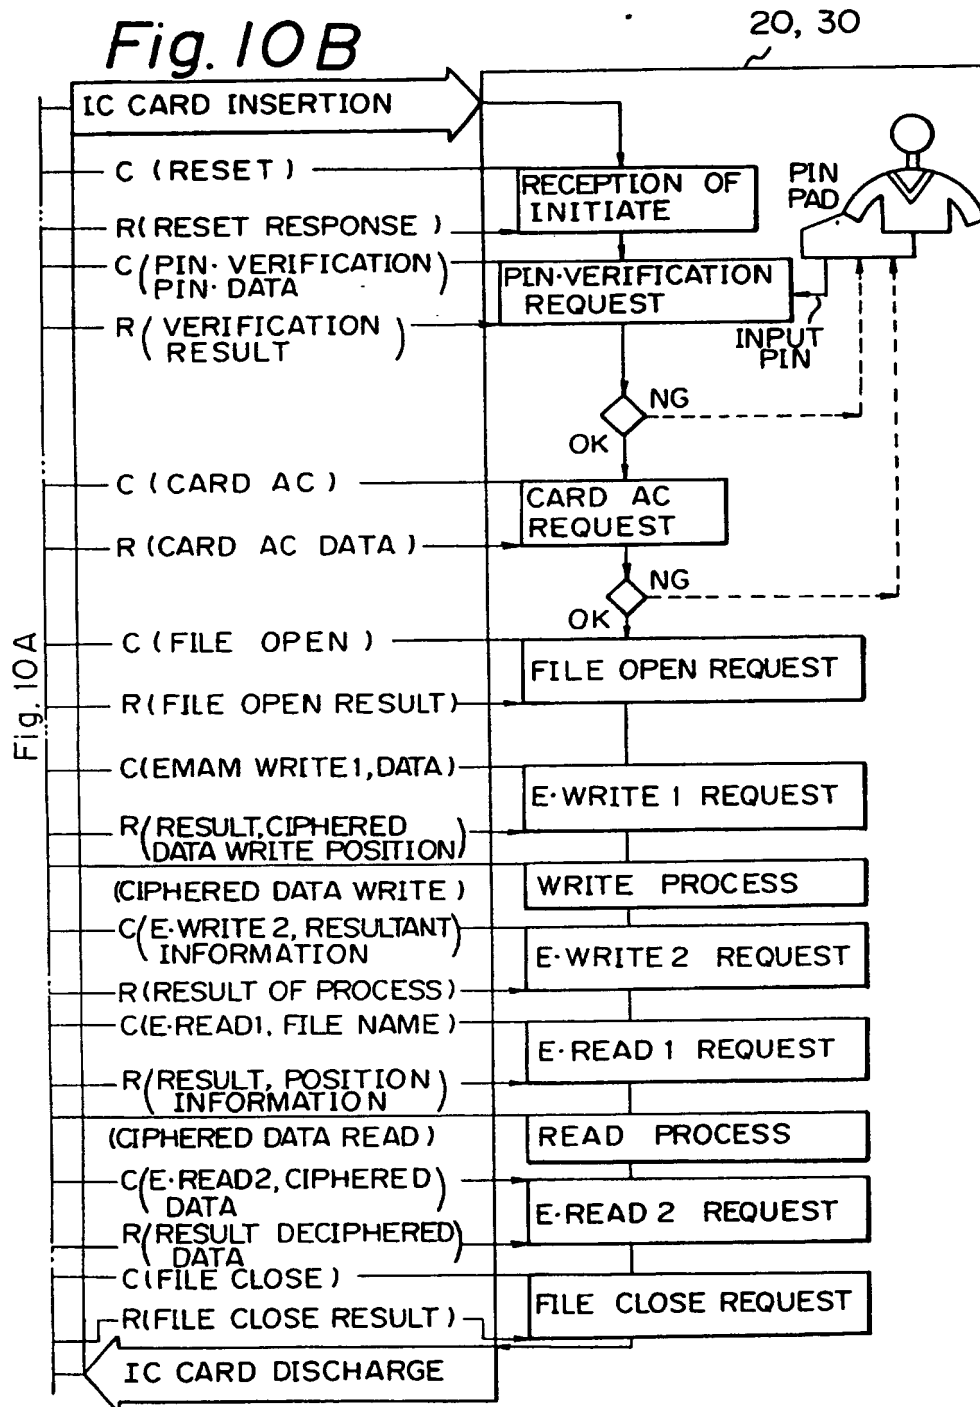 Fig. 10B
20, 30
IC CARD INSERTION
C (RESET)
RECEPTION OF
INITIATE
PIN
PAD
R(RESET RESPONSE)
C(PIN· VERIFICATION
PIN· DATA)
PIN·VERIFICATION
REQUEST
R(VERIFICATION
RESULT)
INPUT
PIN
NG
OK
C (CARD AC)
CARD AC
REQUEST
R (CARD AC DATA)
NG
OK
C (FILE OPEN)
FILE OPEN REQUEST
Fig. 10A
R(FILE OPEN RESULT)
C(EMAM WRITE1,DATA)
E·WRITE 1 REQUEST
R(RESULT,CIPHERED
DATA WRITE POSITION)
(CIPHERED DATA WRITE)
WRITE PROCESS
C(E·WRITE 2, RESULTANT
INFORMATION)
E·WRITE 2 REQUEST
R(RESULT OF PROCESS)
C(E·READ1, FILE NAME)
E·READ 1 REQUEST
R(RESULT, POSITION
INFORMATION)
(CIPHERED DATA READ)
READ PROCESS
C(E·READ2,CIPHERED
DATA)
E·READ 2 REQUEST
R(RESULT DECIPHERED
DATA)
C(FILE CLOSE)
FILE CLOSE REQUEST
R(FILE CLOSE RESULT)
IC CARD DISCHARGE